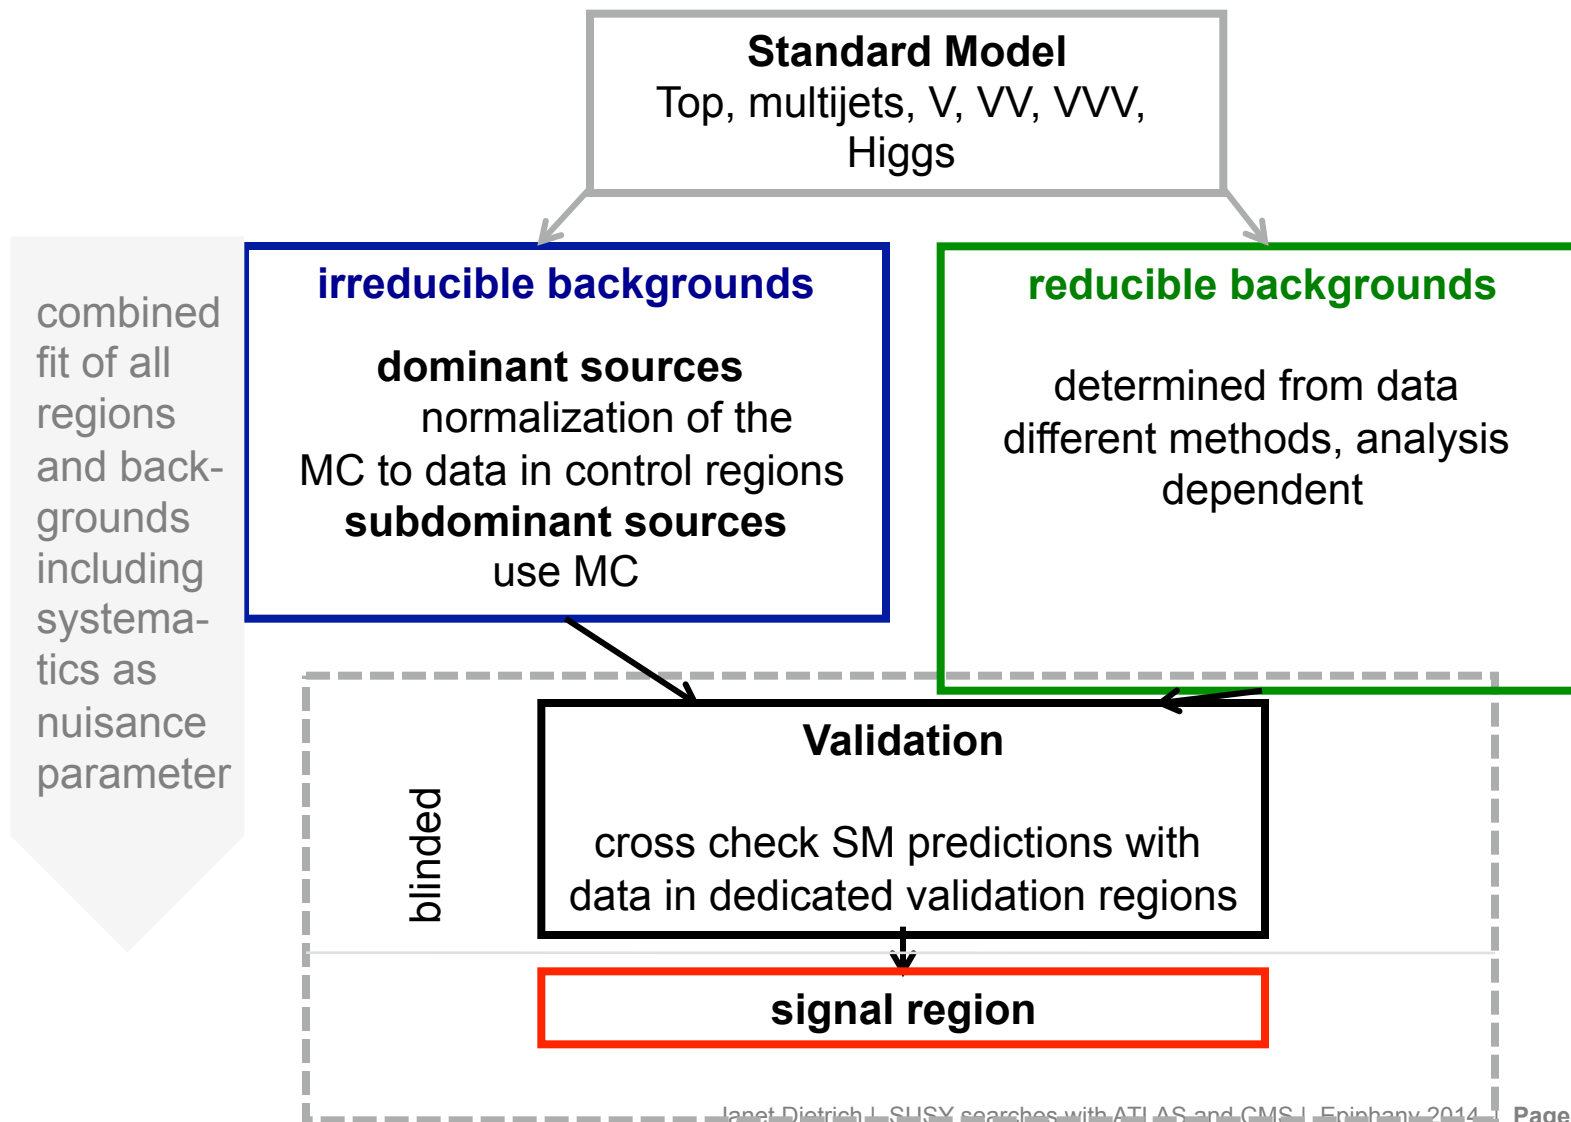 Standard Model
Top, multijets, V, VV, VVV,
Higgs
combined
fit of all
regions
and back-
grounds
including
systema-
tics as
nuisance
parameter
irreducible backgrounds
dominant sources
normalization of the
MC to data in control regions
subdominant sources
use MC
reducible backgrounds
determined from data
different methods, analysis
dependent
blinded
Validation
cross check SM predictions with
data in dedicated validation regions
signal region
Janet Dietrich | SUSY searches with ATLAS and CMS | Epiphany 2014 | Page